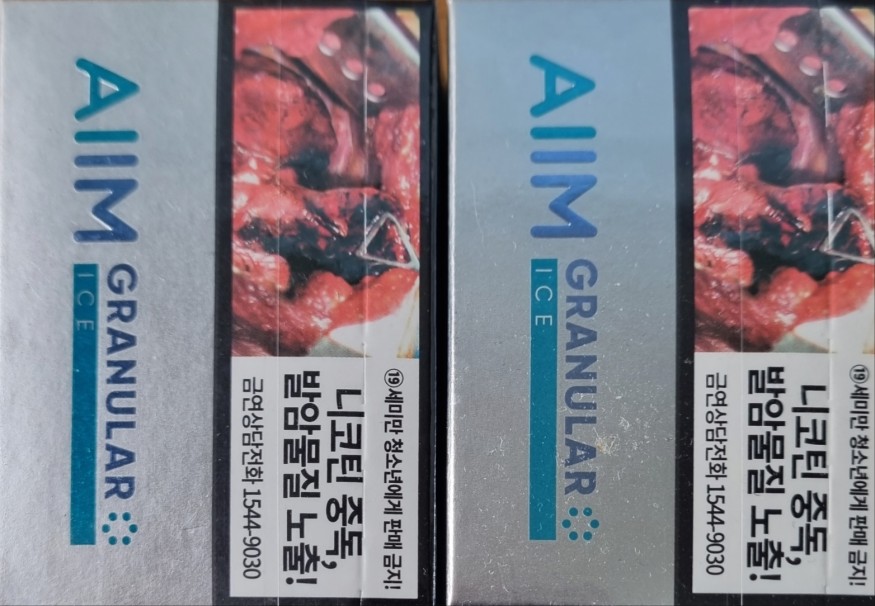 AIIM
GRANULAR
ICE
⑲세미만 청소년에게 판매 금지!
니코틴 중독,
발암물질 노출!
금연상담전화 1544-9030
AIIM
GRANULAR
ICE
⑲세미만 청소년에게 판매 금지!
니코틴 중독,
발암물질 노출!
금연상담전화 1544-9030